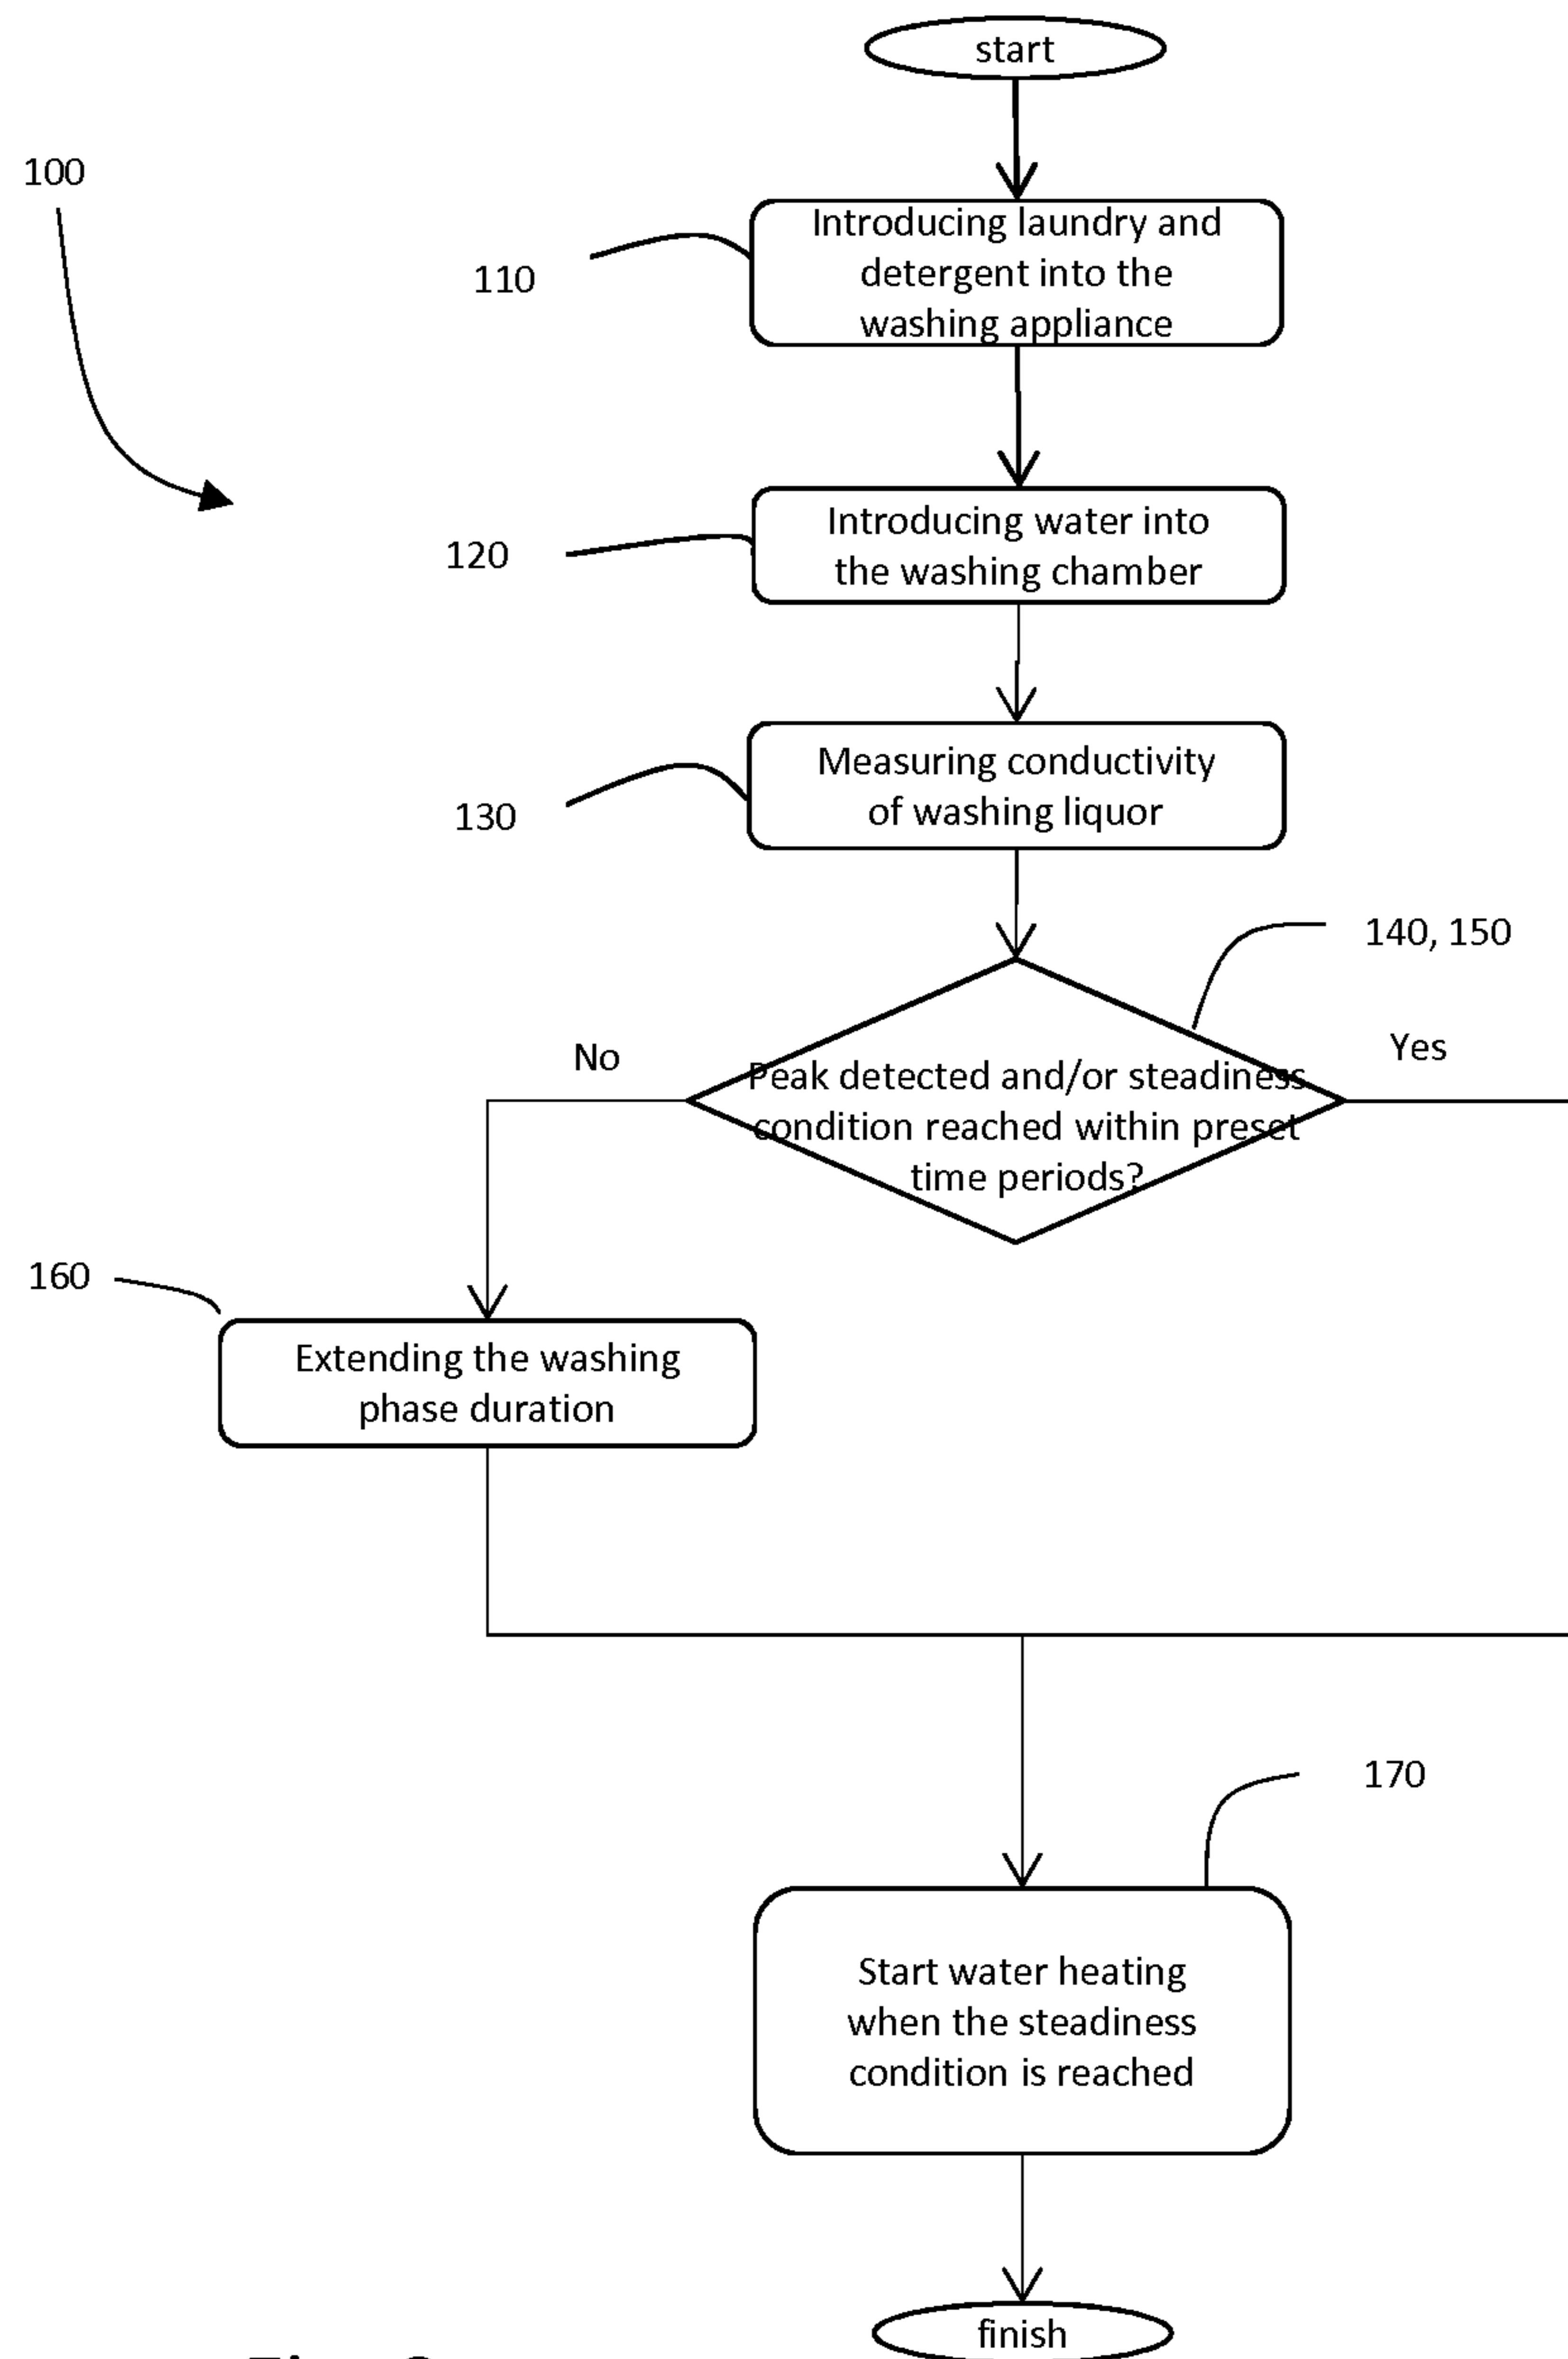 start
100
Introducing laundry and
detergent into the
washing appliance
110
Introducing water into
the washing chamber
120
Measuring conductivity
of washing liquor
130
140, 150
No
Yes
Peak detected and/or steadiness
condition reached within preset
time periods?
160
Extending the washing
phase duration
170
Start water heating
when the steadiness
condition is reached
finish